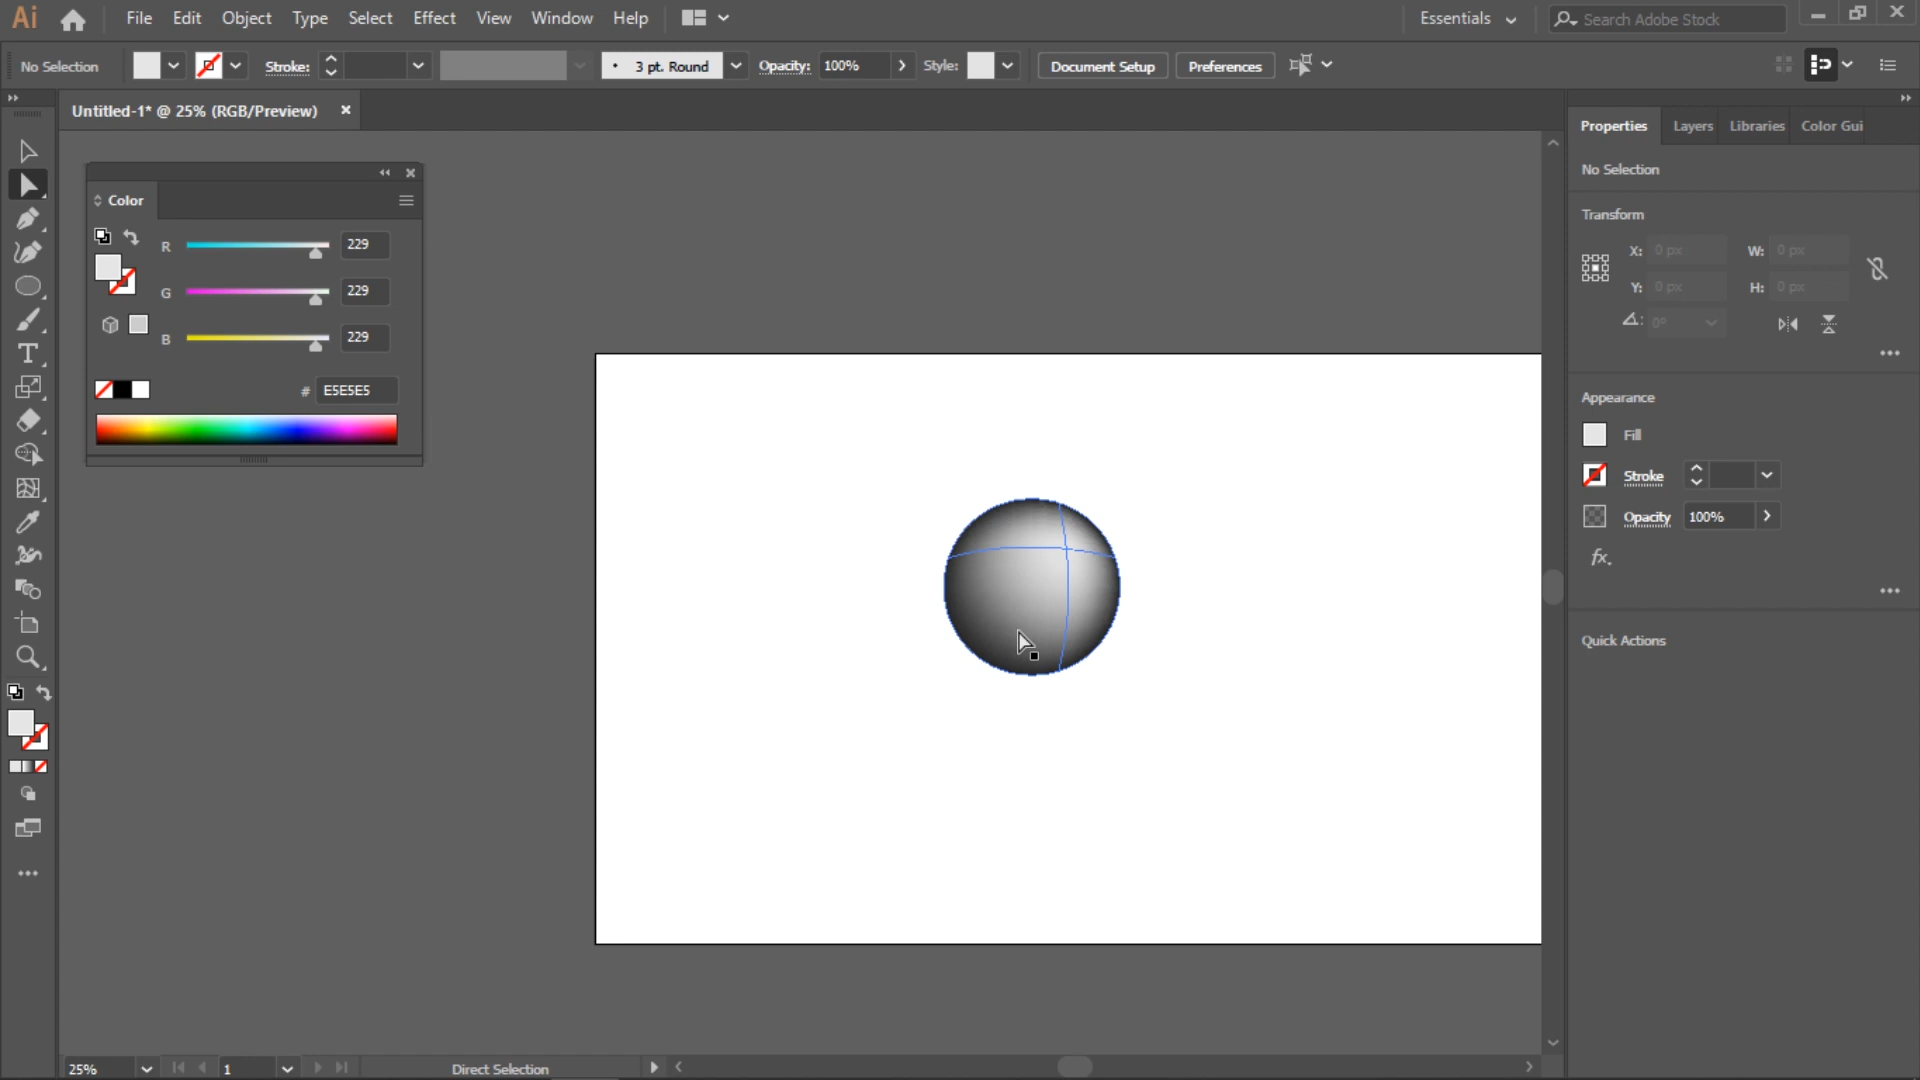 Ai File Edit Object Type Select Effect View Window Help Essentials Search Adobe Stock
No Selection Stroke: 3 pt. Round Opacity: 100% Style: Document Setup Preferences
Untitled-1* @ 25% (RGB/Preview)
Properties Layers Libraries Color Gui
No Selection
Color
R 229
G 229
B 229
# E5E5E5
Transform
X: 0 px W: 0 px
Y: 0 px H: 0 px
0°
Appearance
Fill
Stroke
Opacity 100%
fx.
Quick Actions
25% 1 Direct Selection